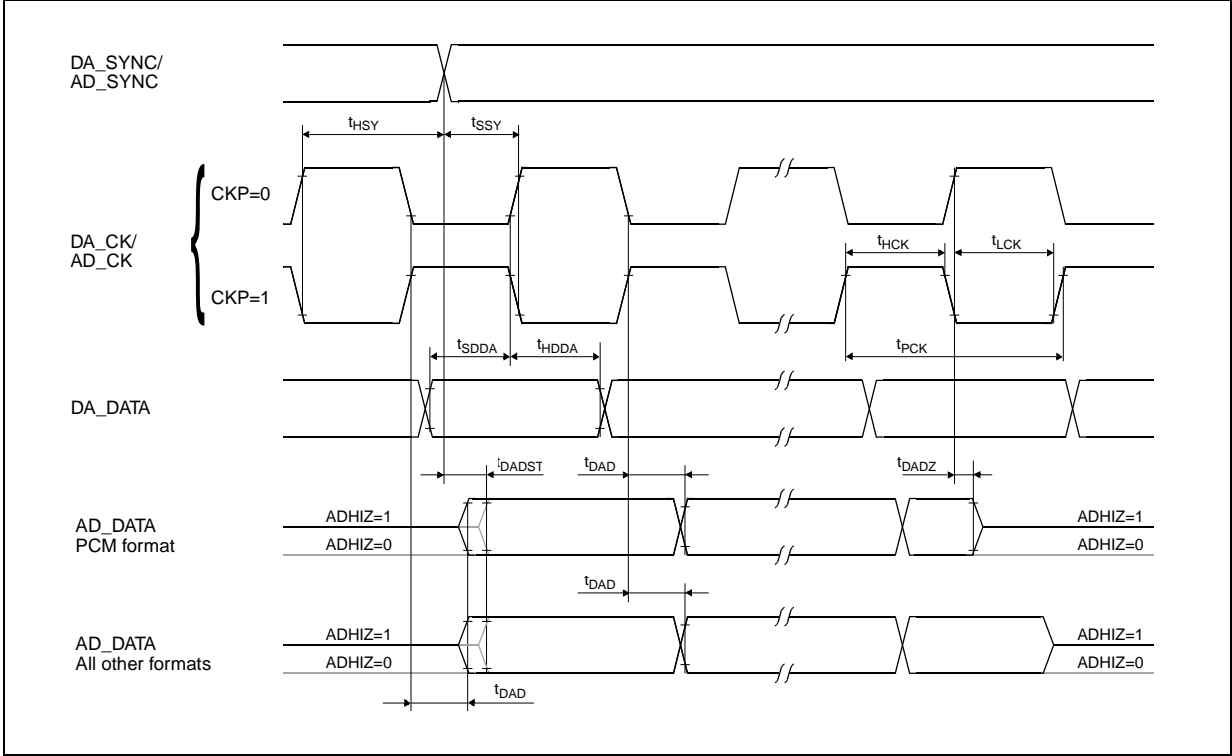 DA_SYNC/
AD_SYNC
tHSY
tSSY
CKP=0
DA_CK/
AD_CK
tHCK
tLCK
CKP=1
tSDDA
tHDDA
tPCK
DA_DATA
tDADST
tDAD
tDADZ
AD_DATA
PCM format
ADHIZ=1
ADHIZ=0
ADHIZ=1
ADHIZ=0
tDAD
AD_DATA
All other formats
ADHIZ=1
ADHIZ=0
ADHIZ=1
ADHIZ=0
tDAD